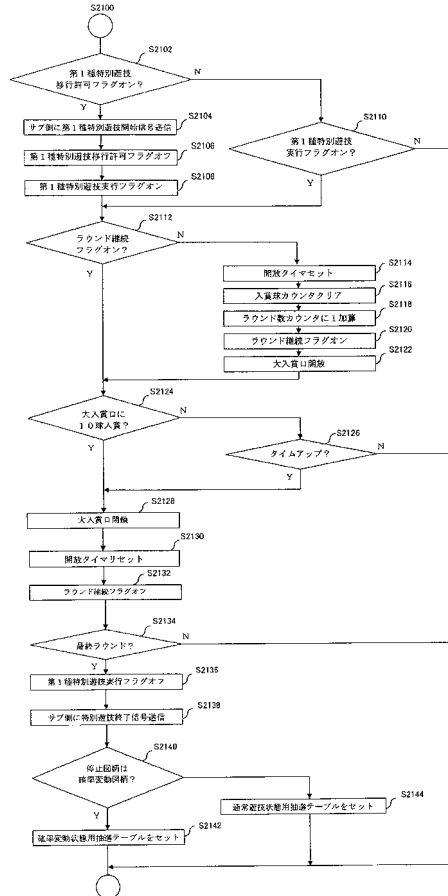 S2100
S2102
第１種特別遊技
移行許可フラグオン？
N
Y
S2104
サブ側に第１種特別遊技開始信号送信
S2106
第１種特別遊技移行許可フラグオフ
S2108
第１種特別遊技実行フラグオン
S2110
第１種特別遊技
実行フラグオン？
N
Y
S2112
ラウンド継続
フラグオン？
N
Y
S2114
開放タイマセット
S2116
入賞球カウンタクリア
S2118
ラウンド数カウンタに１加算
S2120
ラウンド継続フラグオン
S2122
大入賞口開放
S2124
大入賞口に
１０球入賞？
N
Y
S2126
タイムアップ？
N
Y
S2128
大入賞口閉鎖
S2130
開放タイマリセット
S2132
ラウンド継続フラグオフ
S2134
最終ラウンド？
N
Y
S2136
第１種特別遊技実行フラグオフ
S2138
サブ側に特別遊技終了信号送信
S2140
停止図柄は
確率変動図柄？
N
Y
S2142
確率変動状態用抽選テーブルをセット
S2144
通常遊技状態用抽選テーブルをセット